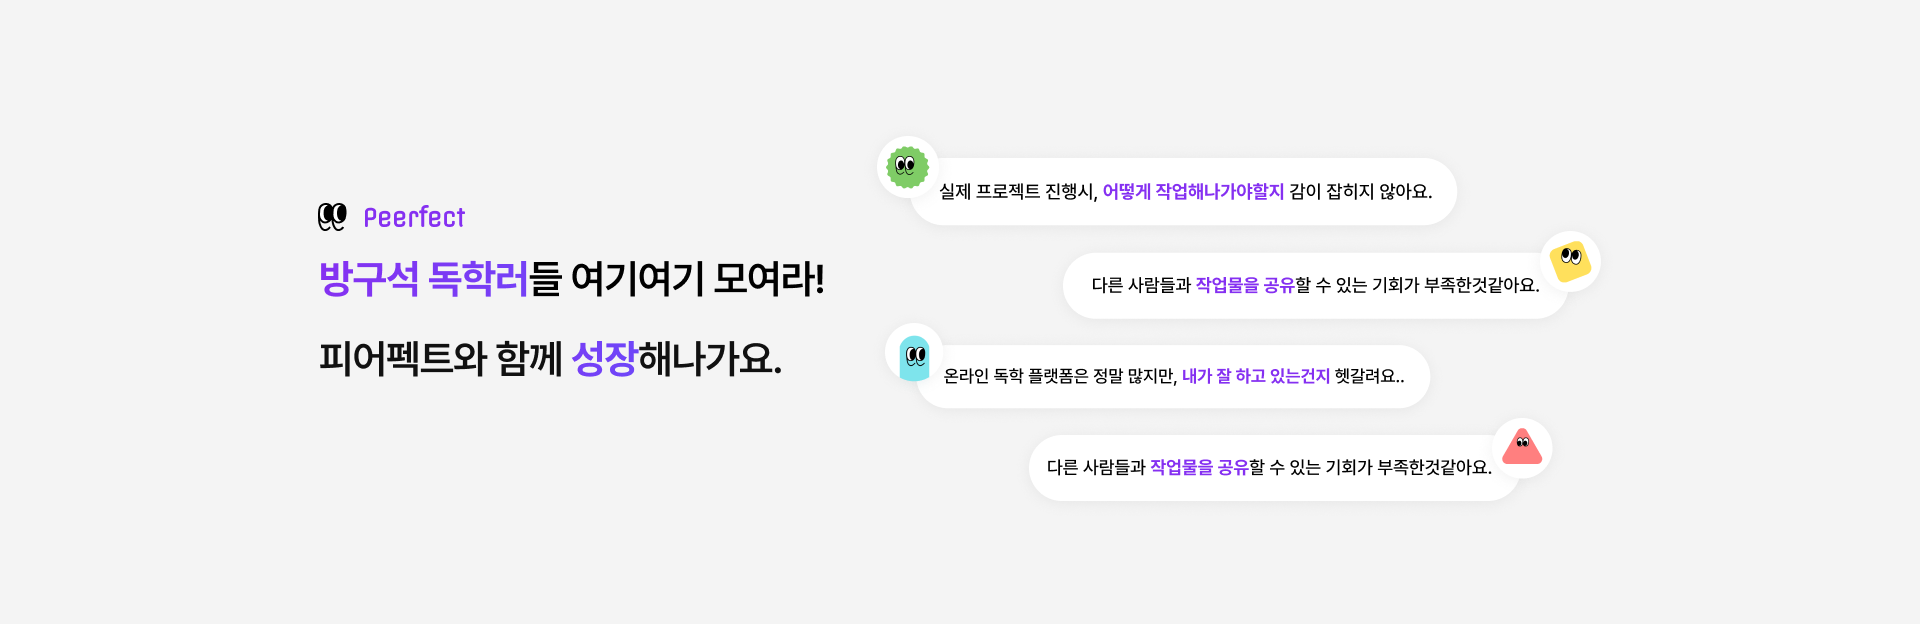 Peerfect
방구석 독학러들 여기여기 모여라!
피어펙트와 함께 성장해나가요.
실제 프로젝트 진행시, 어떻게 작업해나가야할지 감이 잡히지 않아요.
다른 사람들과 작업물을 공유할 수 있는 기회가 부족한것같아요.
온라인 독학 플랫폼은 정말 많지만, 내가 잘 하고 있는건지 헷갈려요..
다른 사람들과 작업물을 공유할 수 있는 기회가 부족한것같아요.